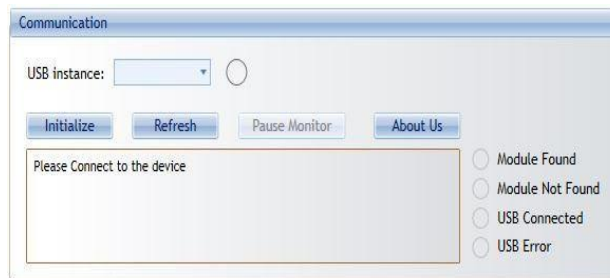 Communication
USB instance:
Initialize Refresh Pause Monitor About Us
Please Connect to the device
Module Found
Module Not Found
USB Connected
USB Error